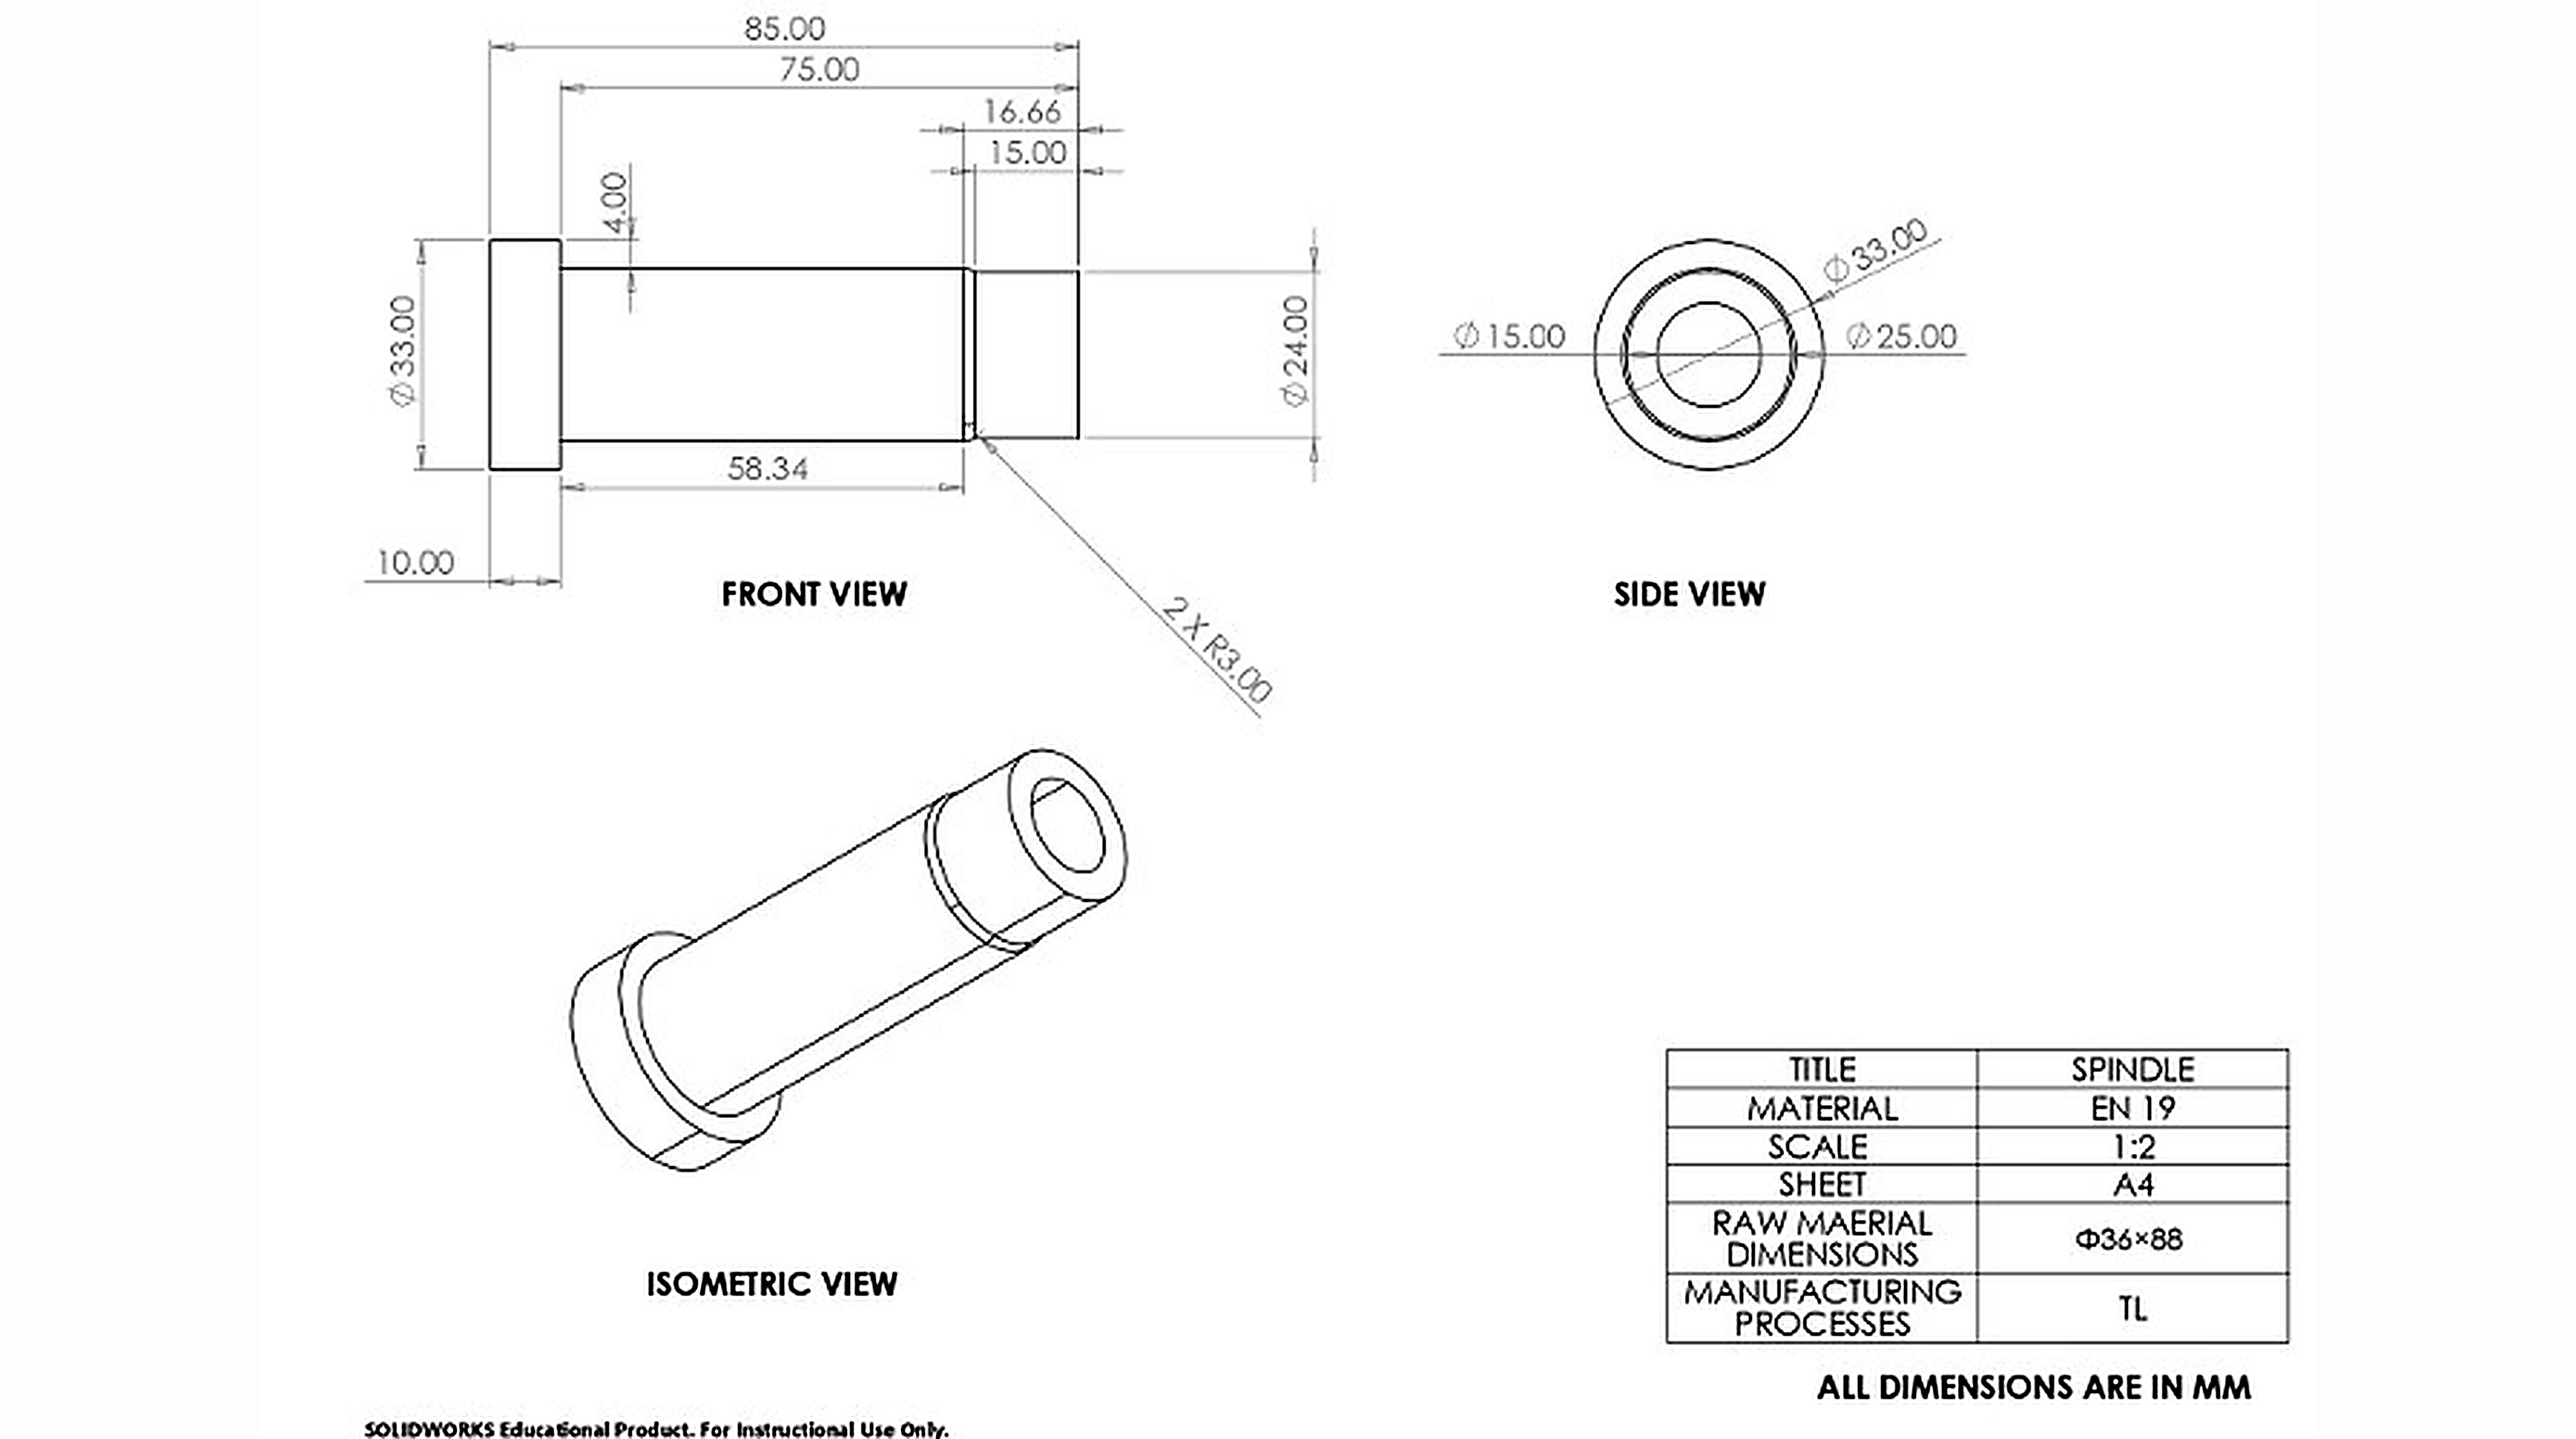 85.00
75.00
16.66
15.00
4.00
∅33.00
∅24.00
58.34
10.00
2 X R3.00
FRONT VIEW
∅33.00
∅15.00
∅25.00
SIDE VIEW
ISOMETRIC VIEW
TITLE SPINDLE
MATERIAL EN 19
SCALE 1:2
SHEET A4
RAW MAERIAL
DIMENSIONS
Φ36×88
MANUFACTURING
PROCESSES
TL
ALL DIMENSIONS ARE IN MM
SOLIDWORKS Educational Product. For Instructional Use Only.